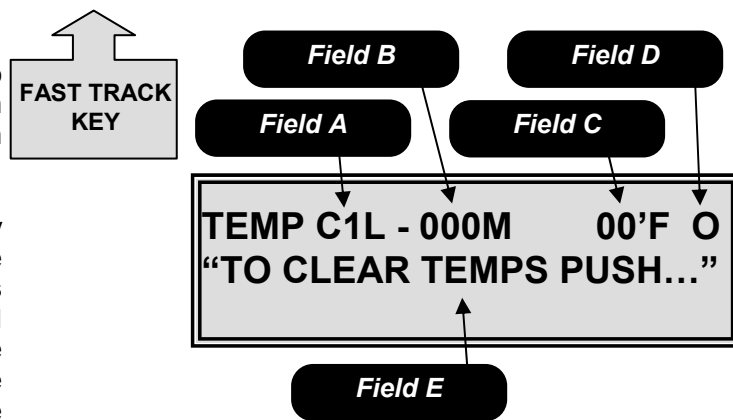 FAST TRACK
KEY
Field B
Field D
Field A
Field C
TEMP C1L - 000M 00'F O
“TO CLEAR TEMPS PUSH…”
Field E